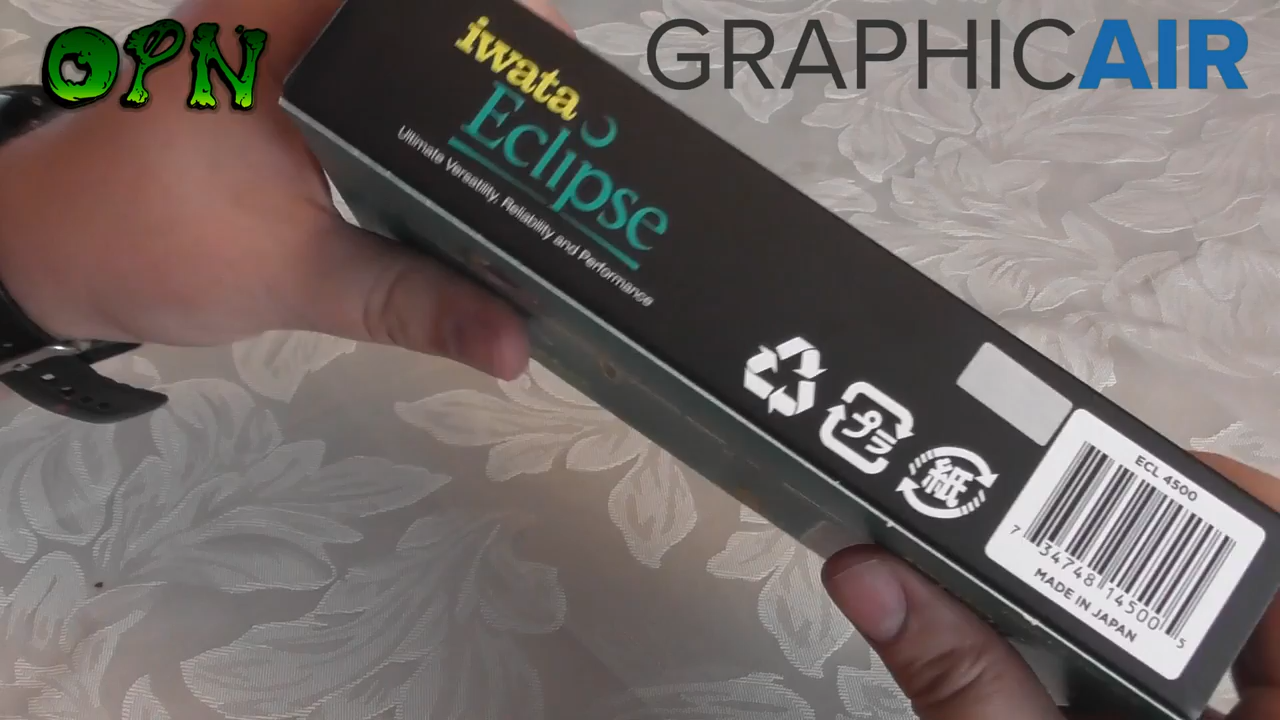 OPN
GRAPHICAIR
iwata
Eclipse
Ultimate Versatility, Reliability and Performance
プラ
紙
ECL 4500
7 34748 14500 5
MADE IN JAPAN